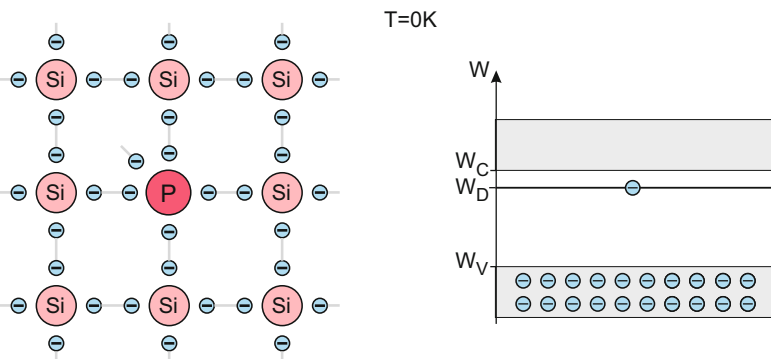 T=0K
Si Si Si
Si P Si
Si Si Si
W
W_C
W_D
W_V